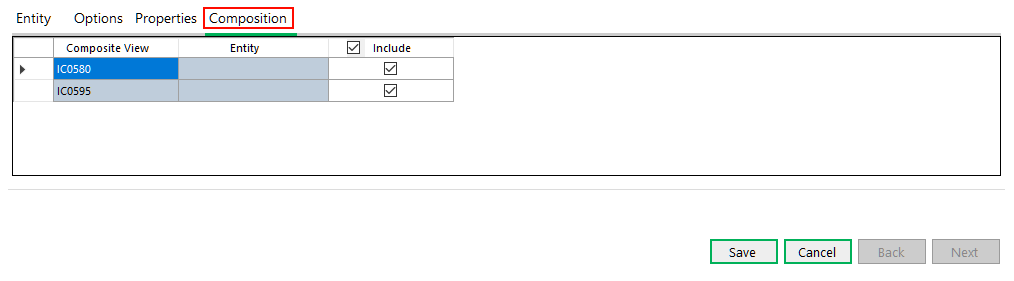 Entity Options Properties Composition
Composite View Entity Include
IC0580
IC0595
Save Cancel Back Next